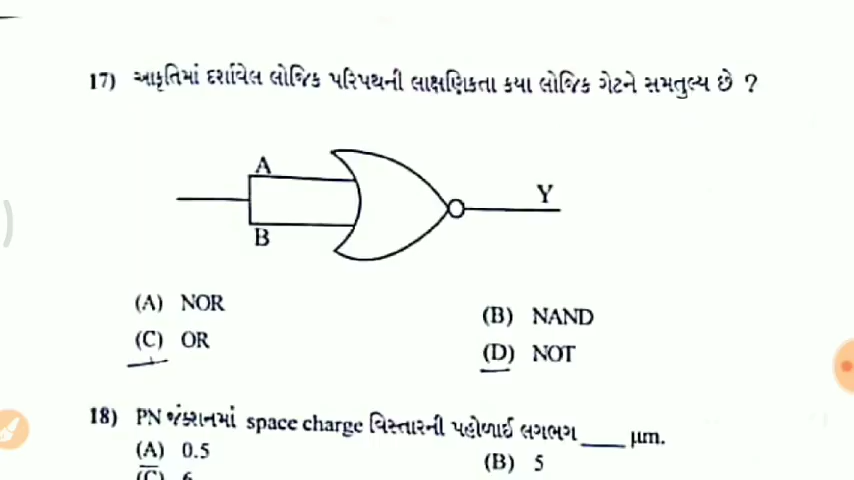 17) આકૃતિમાં દર્શાવેલ લોજિક પરિપથની લાક્ષણિકતા કયા લોજિક ગેટને સમતુલ્ય છે ?
A
Y
B
(A) NOR
(B) NAND
(C) OR
(D) NOT
18) PN જંક્શનમાં space charge વિસ્તારની પહોળાઈ લગભગ ____ μm.
(A) 0.5
(B) 5
(C) 6